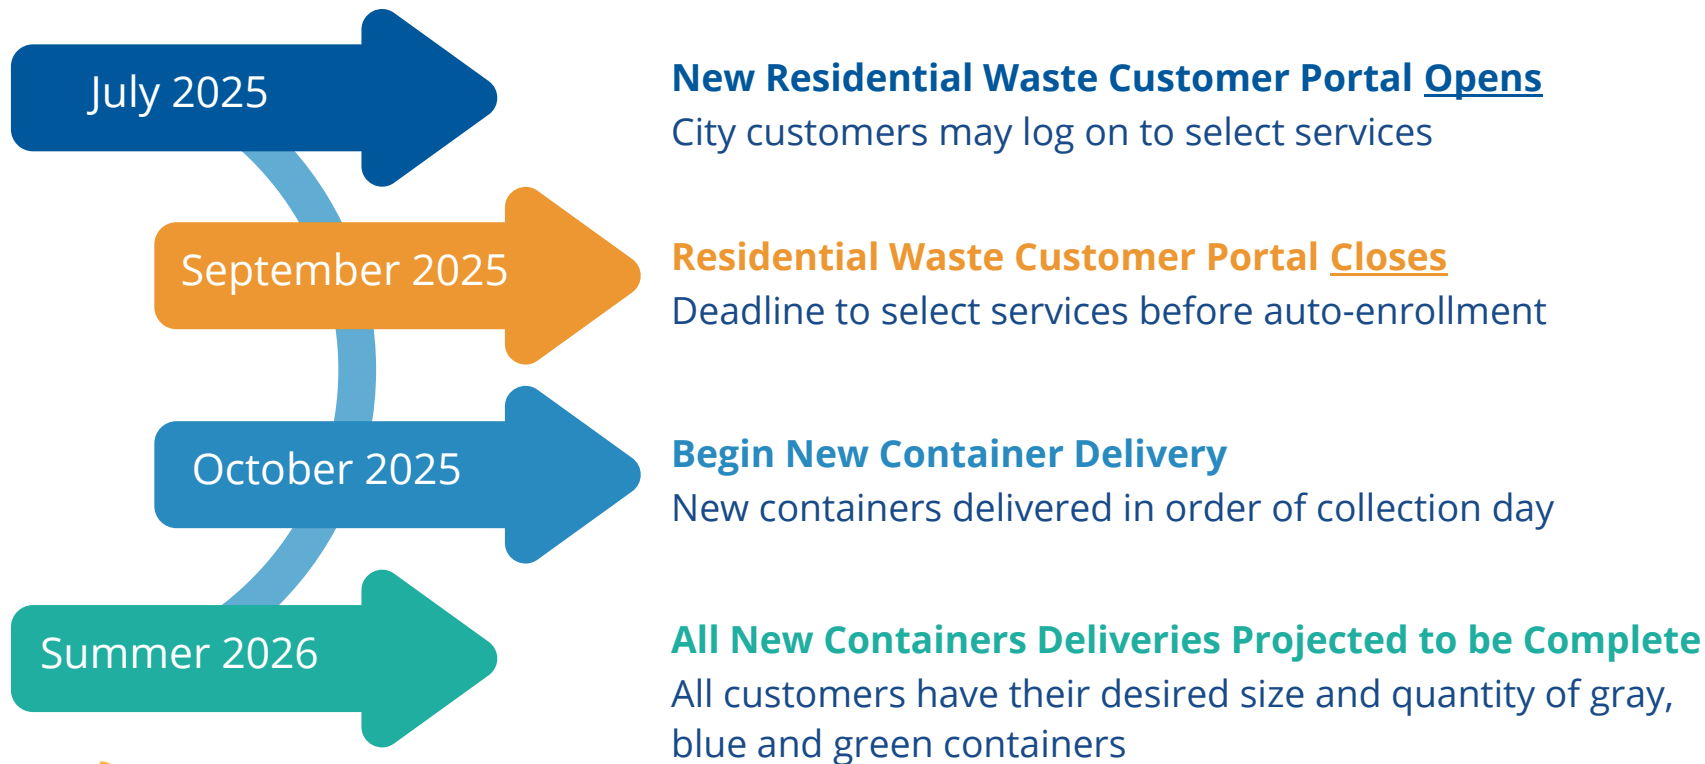 July 2025
New Residential Waste Customer Portal Opens
City customers may log on to select services
September 2025
Residential Waste Customer Portal Closes
Deadline to select services before auto-enrollment
October 2025
Begin New Container Delivery
New containers delivered in order of collection day
Summer 2026
All New Containers Deliveries Projected to be Complete
All customers have their desired size and quantity of gray,
blue and green containers